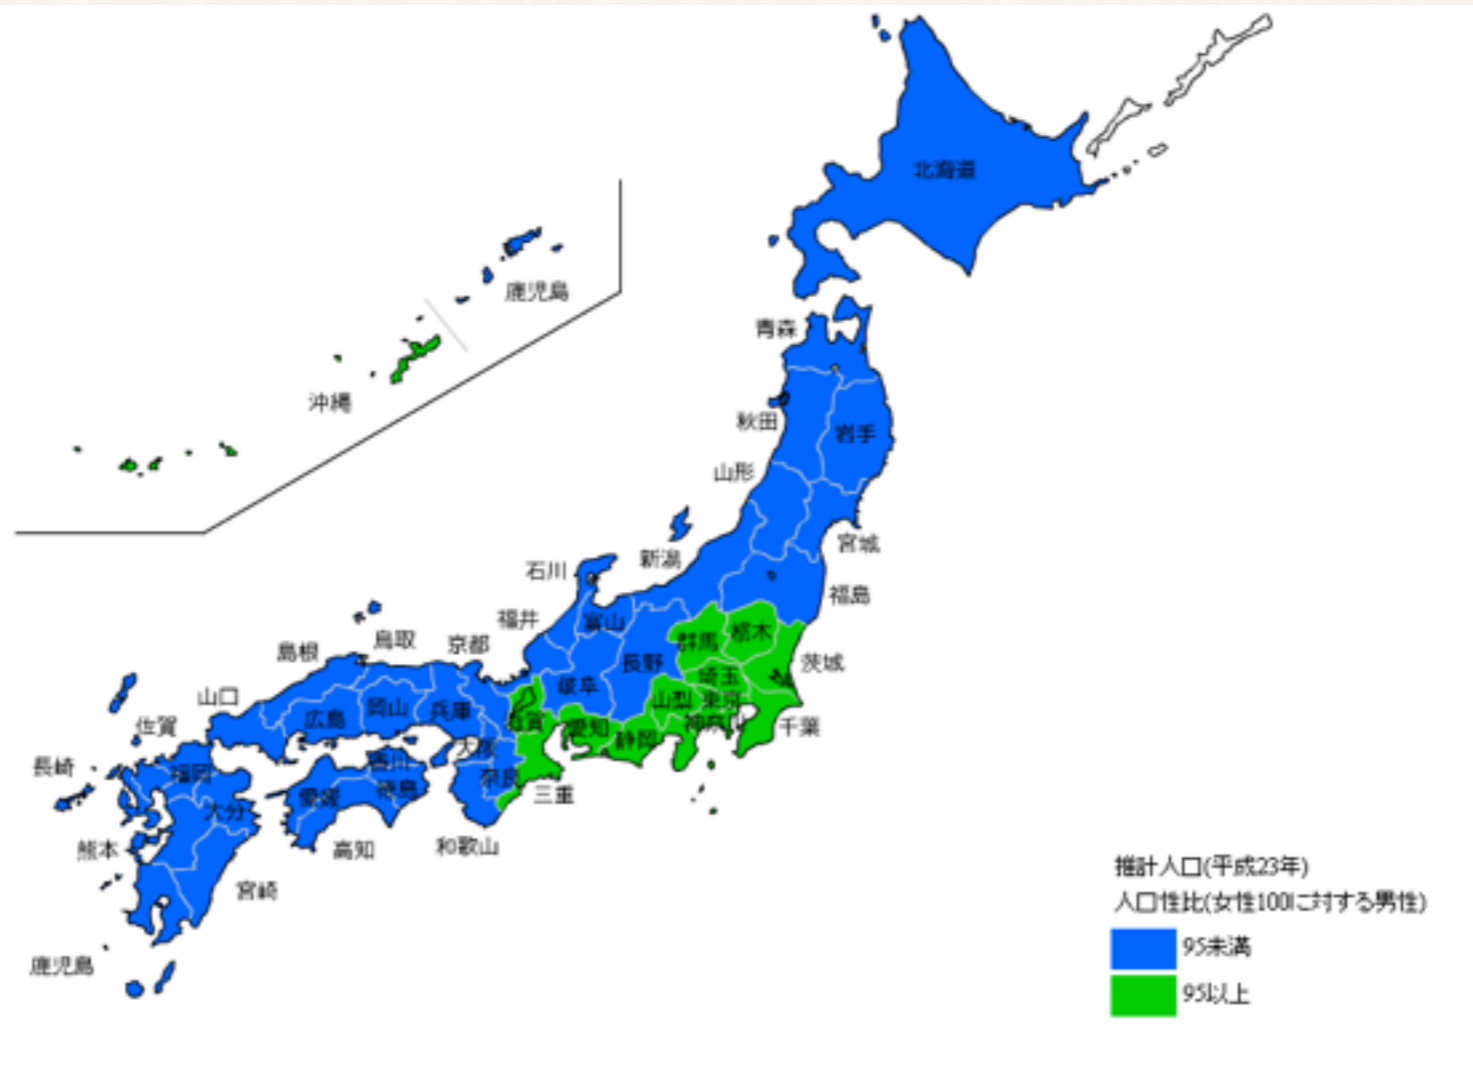 北海道
鹿児島
青森
沖縄
秋田
岩手
山形
宮城
新潟
石川
福島
福井
富山
群馬
栃木
鳥取
京都
島根
長野
茨城
埼玉
岐阜
山梨
東京
山口
広島
岡山
兵庫
滋賀
愛知
静岡
神奈川
千葉
佐賀
大阪
長崎
福岡
香川
奈良
愛媛
徳島
三重
大分
熊本
高知
和歌山
宮崎
鹿児島
推計人口(平成23年)
人口性比(女性100に対する男性)
95未満
95以上